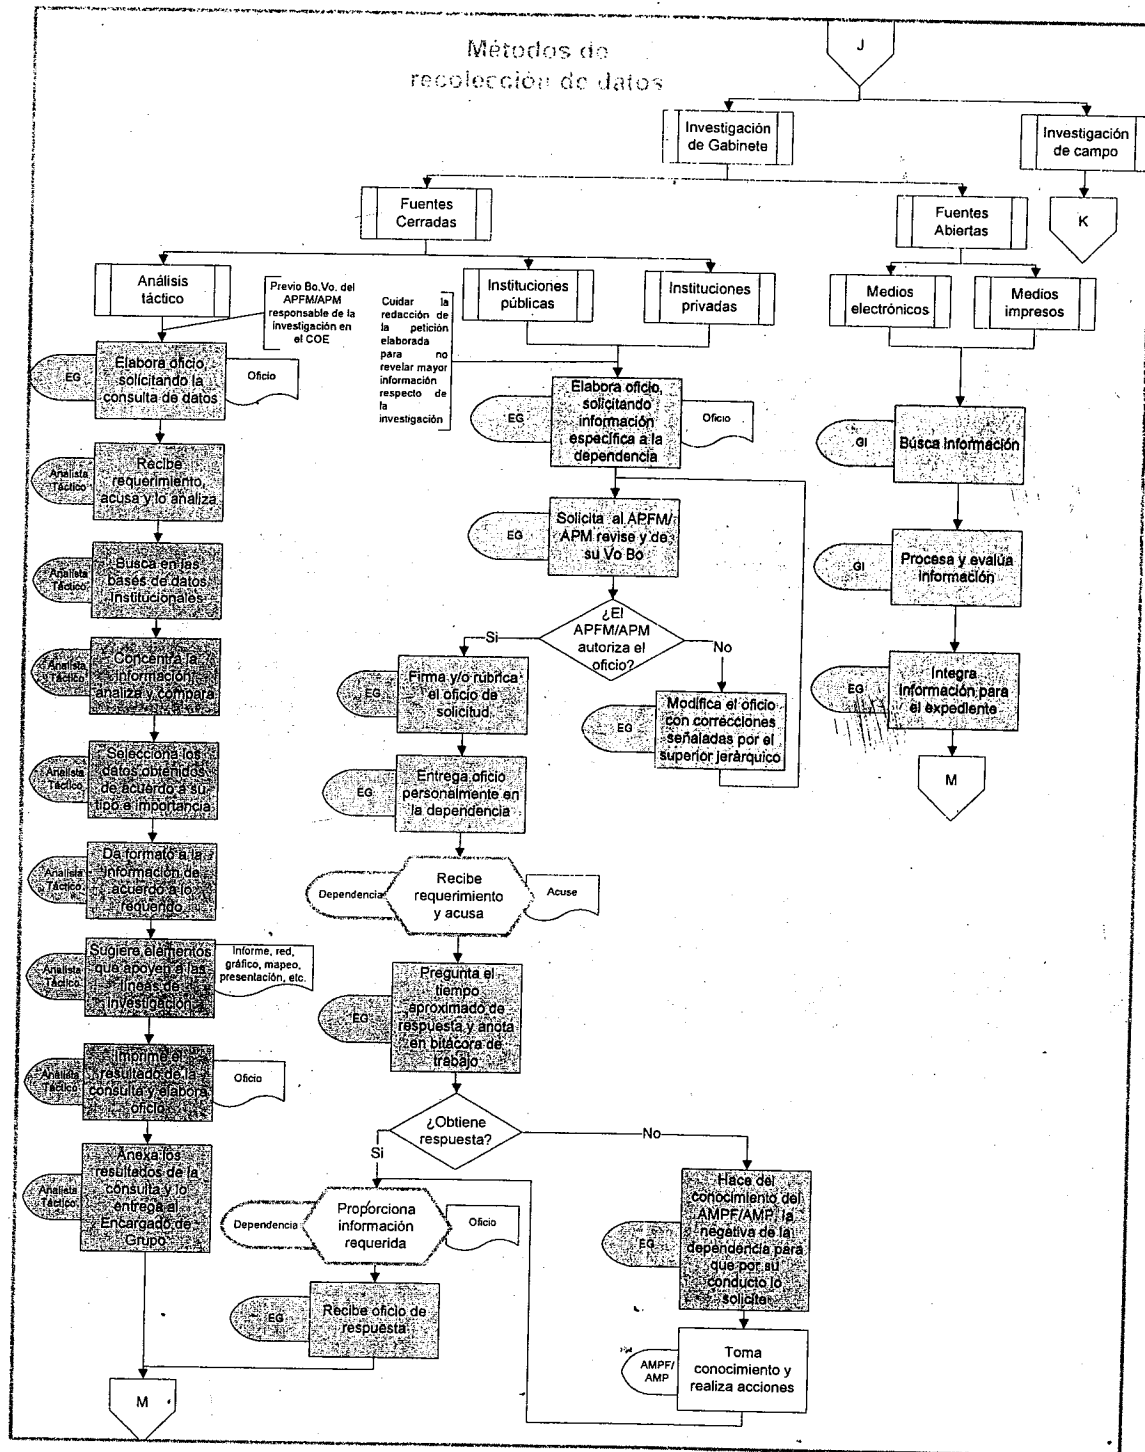 Métodos de
recolección de datos
J
Investigación
de Gabinete
Investigación
de campo
K
Fuentes
Cerradas
Fuentes
Abiertas
Análisis
táctico
Previo Bo.Vo. del
APFM/APM
responsable de la
investigación en
el COE
Cuidar la
redacción de
la petición
elaborada
para no
revelar mayor
información
respecto de
la
investigación
Instituciones
públicas
Instituciones
privadas
Medios
electrónicos
Medios
impresos
EG
Elabora oficio,
solicitando la
consulta de datos
Oficio
Analista
Táctico
Recibe
requerimiento,
acusa y lo analiza
Analista
Táctico
Busca en las
bases de datos
Institucionales
Analista
Táctico
Concentra la
información,
analiza y compara
Analista
Táctico
Selecciona los
datos obtenidos
de acuerdo a su
tipo e importancia
Analista
Táctico
Da formato a la
información de
acuerdo a lo
requerido
Analista
Táctico
Sugiere elementos
que apoyen a las
líneas de
investigación
Informe, red,
gráfico, mapeo,
presentación, etc.
Analista
Táctico
Imprime el
resultado de la
consulta y elabora
oficio
Oficio
Analista
Táctico
Anexa los
resultados de la
consulta y lo
entrega al
Encargado de
Grupo
M
EG
Elabora oficio,
solicitando
información
específica a la
dependencia
Oficio
EG
Solicita al APFM/
APM revise y de
su Vo Bo
¿El
APFM/APM
autoriza el
oficio?
Si
No
EG
Firma y/o rubrica
el oficio de
solicitud
EG
Modifica el oficio
con correcciones
señaladas por el
superior jerárquico
EG
Entrega oficio
personalmente en
la dependencia
Dependencia
Recibe
requerimiento
y acusa
Acuse
EG
Pregunta el
tiempo
aproximado de
respuesta y anota
en bitácora de
trabajo
¿Obtiene
respuesta?
Si
No
Dependencia
Proporciona
información
requerida
Oficio
EG
Recibe oficio de
respuesta
EG
Hace del
conocimiento del
AMPF/AMP, la
negativa de la
dependencia para
que por su
conducto lo
solicite
AMPF/
AMP
Toma
conocimiento y
realiza acciones
GI
Busca información
GI
Procesa y evalúa
información
EG
Integra
información para
el expediente
M